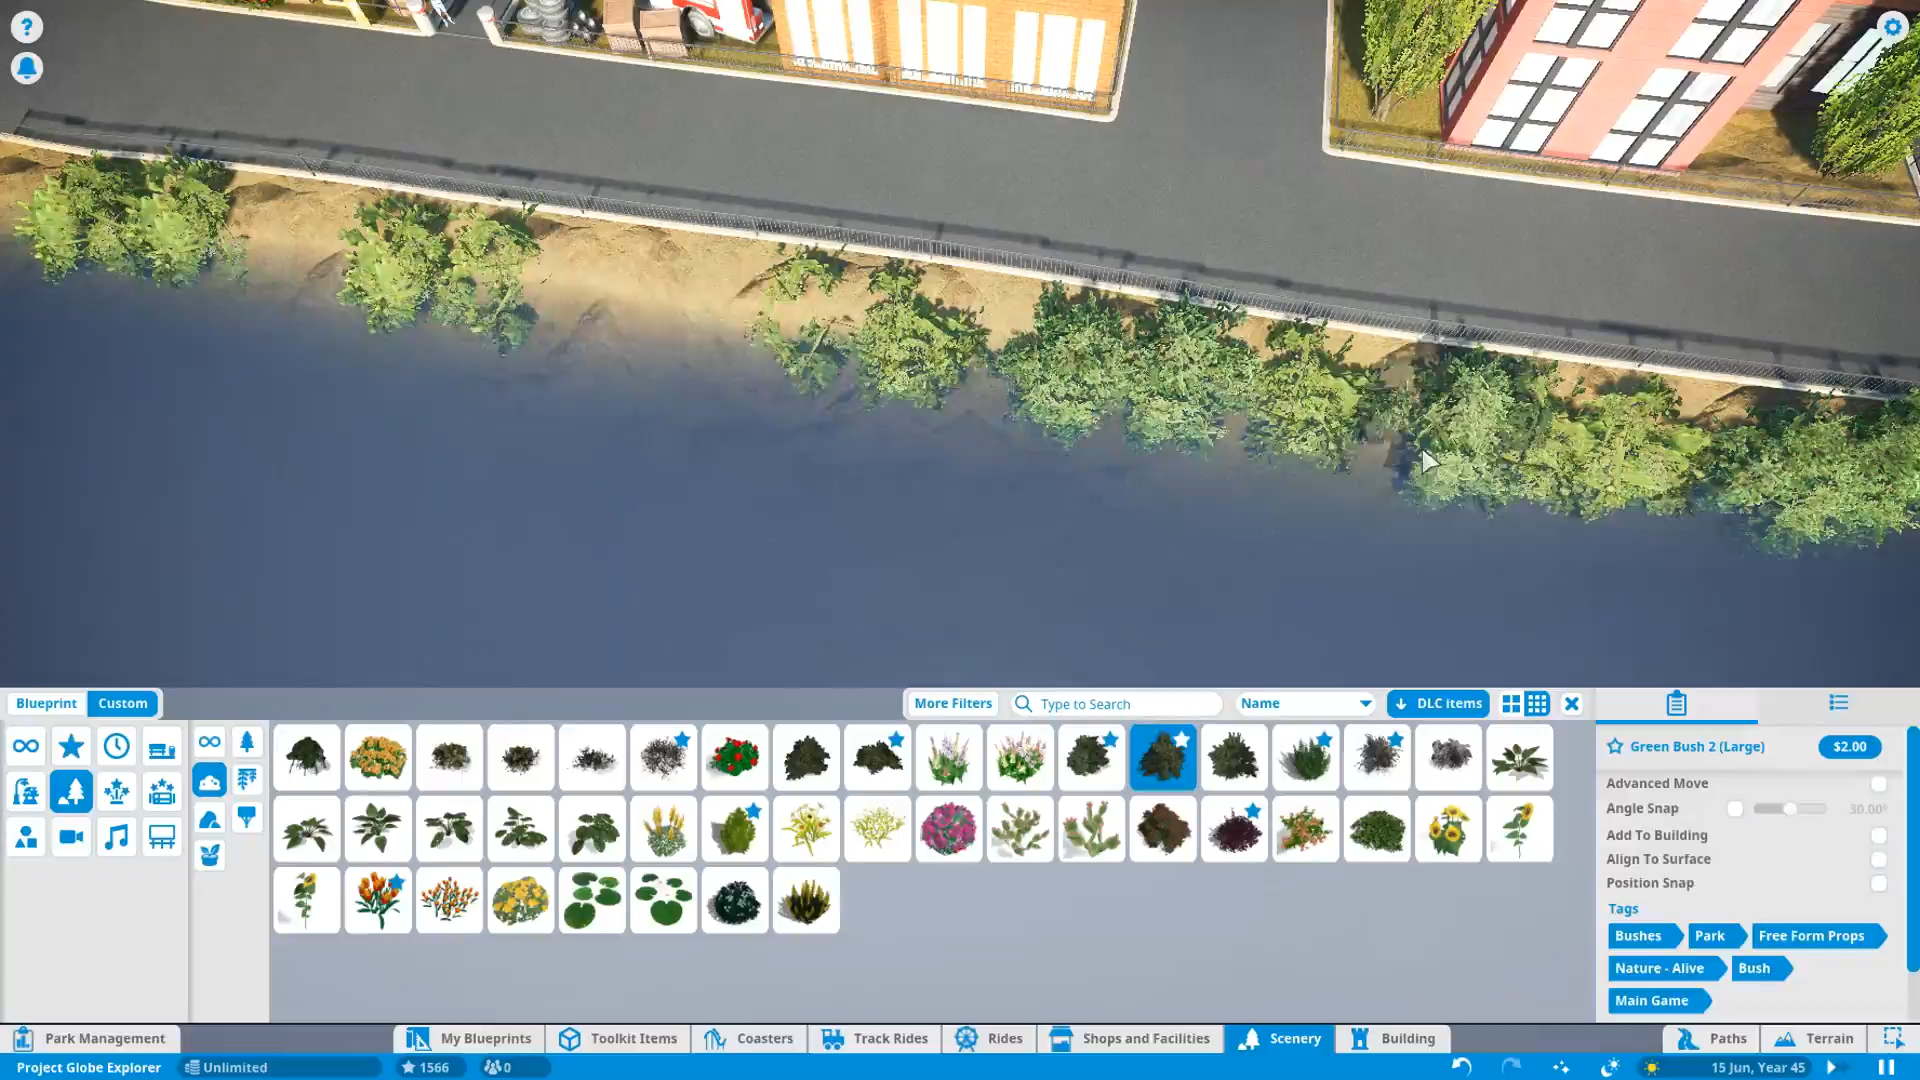 ?
Blueprint Custom
More Filters
Type to Search
Name
DLC items
Green Bush 2 (Large) $2.00
Advanced Move
Angle Snap 30.00°
Add To Building
Align To Surface
Position Snap
Tags
Bushes Park Free Form Props
Nature - Alive Bush
Main Game
Park Management
My Blueprints
Toolkit Items
Coasters
Track Rides
Rides
Shops and Facilities
Scenery
Building
Paths
Terrain
Project Globe Explorer Unlimited 1566 0 15 Jun, Year 45